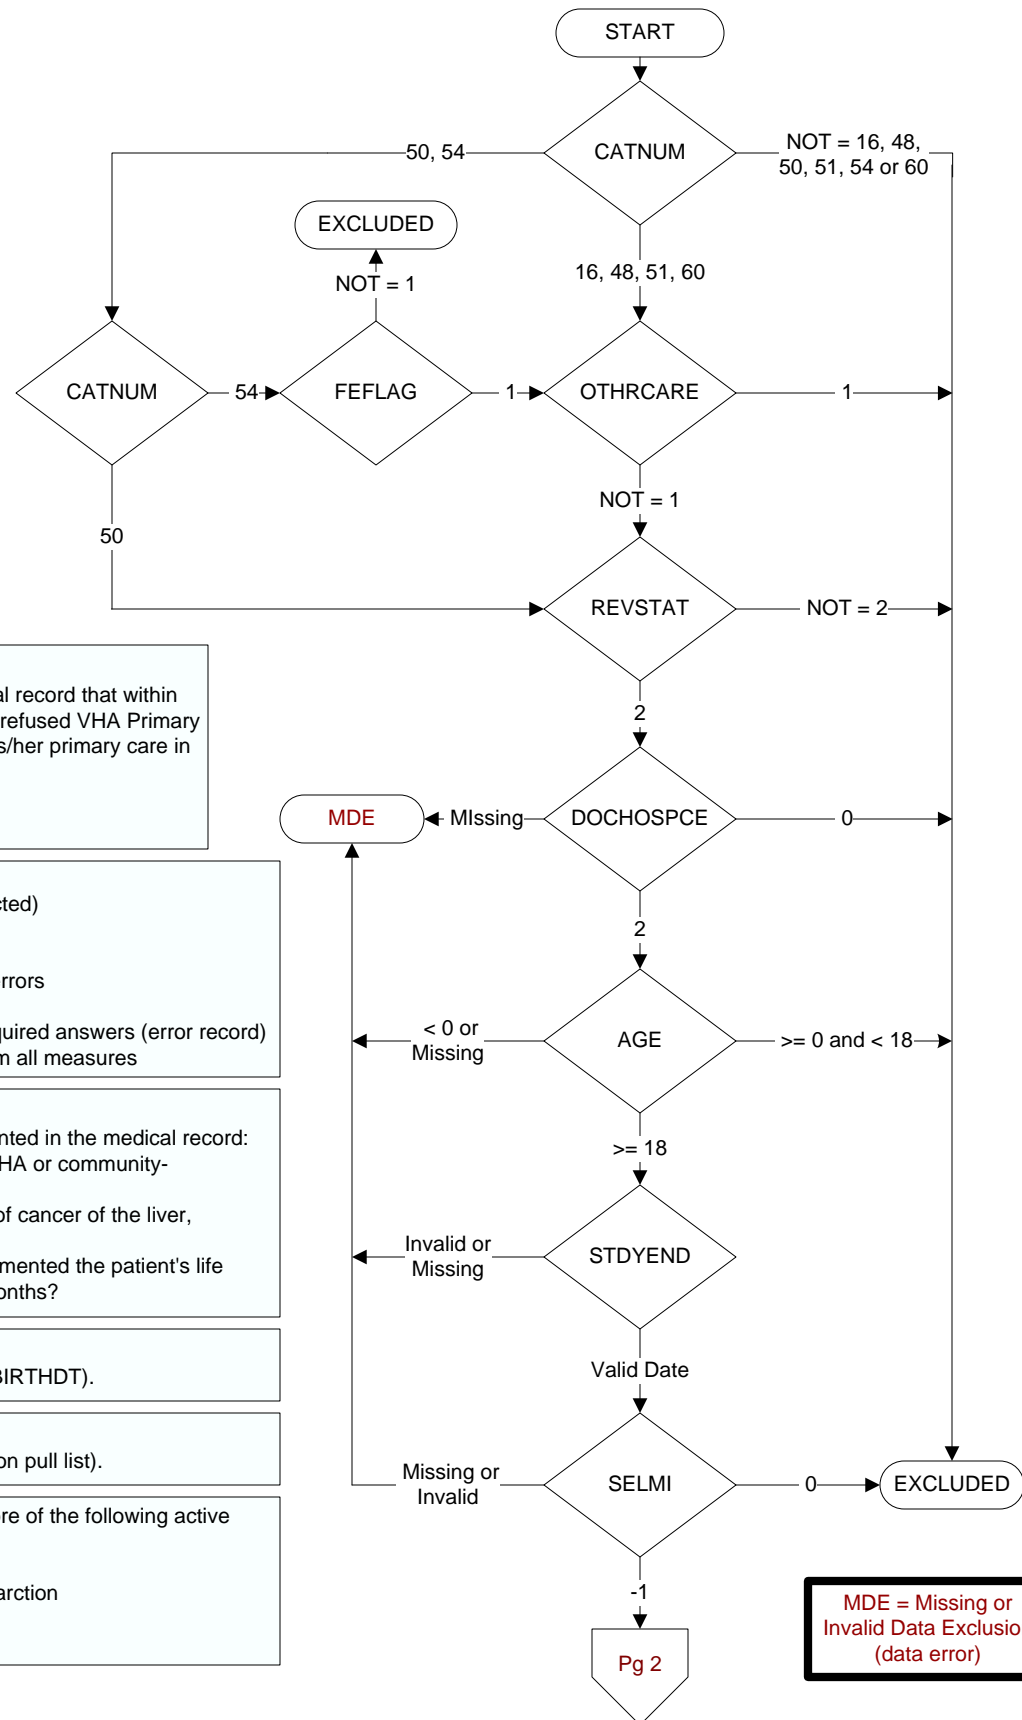 START
CATNUM
50, 54
NOT = 16, 48,
50, 51, 54 or 60
EXCLUDED
NOT = 1
16, 48, 51, 60
CATNUM
54
FEFLAG
1
OTHRCARE
1
NOT = 1
50
REVSTAT
NOT = 2
2
al record that within
refused VHA Primary
s/her primary care in
MDE
MIssing
DOCHOSPCE
0
2
cted)
errors
quired answers (error record)
m all measures
< 0 or
Missing
AGE
>= 0 and < 18
>= 18
nted in the medical record:
HA or community-
of cancer of the liver,
mented the patient's life
onths?
Invalid or
Missing
STDYEND
Valid Date
BIRTHDT).
on pull list).
Missing or
Invalid
SELMI
0
EXCLUDED
-1
ore of the following active
arction
Pg 2
MDE = Missing or
Invalid Data Exclusio
(data error)